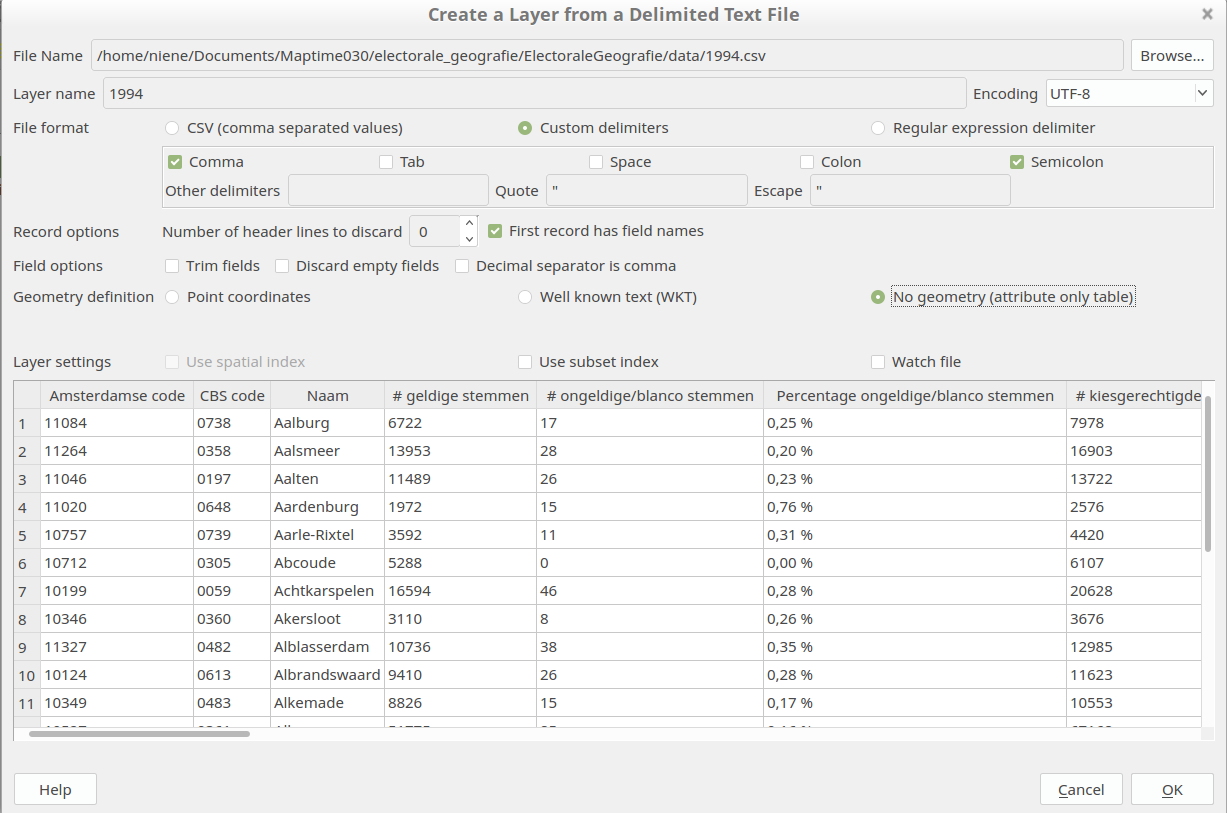 Create a Layer from a Delimited Text File
File Name /home/niene/Documents/Maptime030/electorale_geografie/ElectoraleGeografie/data/1994.csv Browse...
Layer name 1994 Encoding UTF-8
File format CSV (comma separated values) Custom delimiters Regular expression delimiter
Comma Tab Space Colon Semicolon
Other delimiters Quote " Escape "
Record options Number of header lines to discard 0 First record has field names
Field options Trim fields Discard empty fields Decimal separator is comma
Geometry definition Point coordinates Well known text (WKT) No geometry (attribute only table)
Layer settings Use spatial index Use subset index Watch file
Amsterdamse code CBS code Naam # geldige stemmen # ongeldige/blanco stemmen Percentage ongeldige/blanco stemmen # kiesgerechtigde
1 11084 0738 Aalburg 6722 17 0,25 % 7978
2 11264 0358 Aalsmeer 13953 28 0,20 % 16903
3 11046 0197 Aalten 11489 26 0,23 % 13722
4 11020 0648 Aardenburg 1972 15 0,76 % 2576
5 10757 0739 Aarle-Rixtel 3592 11 0,31 % 4420
6 10712 0305 Abcoude 5288 0 0,00 % 6107
7 10199 0059 Achtkarspelen 16594 46 0,28 % 20628
8 10346 0360 Akersloot 3110 8 0,26 % 3676
9 11327 0482 Alblasserdam 10736 38 0,35 % 12985
10 10124 0613 Albrandswaard 9410 26 0,28 % 11623
11 10349 0483 Alkemade 8826 15 0,17 % 10553
Help Cancel OK